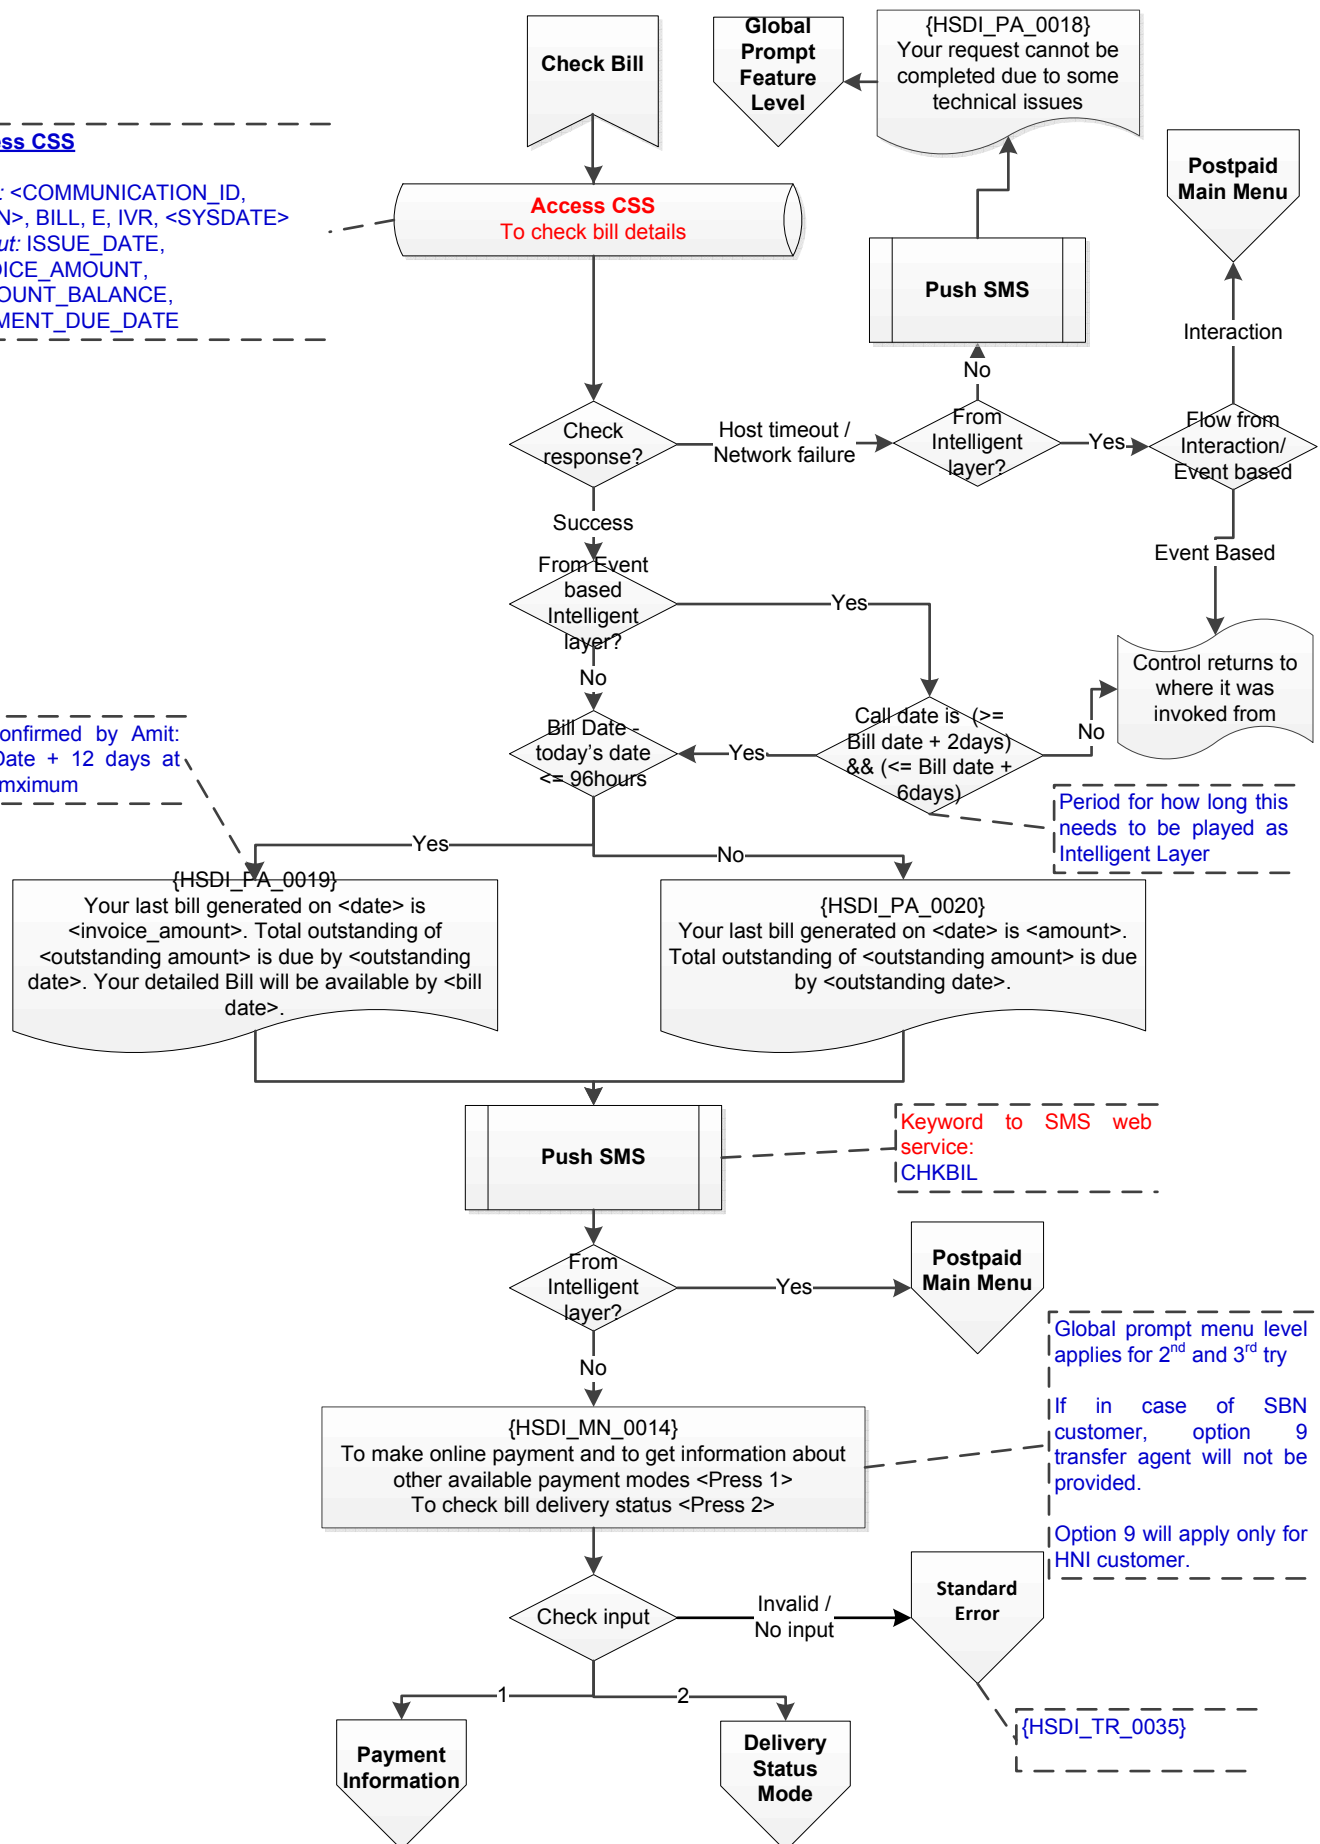 Check Bill
Global
Prompt
Feature
Level
{HSDI_PA_0018}
Your request cannot be
completed due to some
technical issues
Postpaid
Main Menu
ess CSS
: <COMMUNICATION_ID,
N>, BILL, E, IVR, <SYSDATE>
ut: ISSUE_DATE,
OICE_AMOUNT,
OUNT_BALANCE,
MENT_DUE_DATE
Access CSS
To check bill details
Push SMS
Interaction
No
Check
response?
Host timeout /
Network failure
From
Intelligent
layer?
Yes
Flow from
Interaction/
Event based
Success
Event Based
From Event
based
Intelligent
layer?
Yes
No
Control returns to
where it was
invoked from
onfirmed by Amit:
Date + 12 days at
mximum
Bill Date -
today's date
<= 96hours
Yes
Call date is (>=
Bill date + 2days)
&& (<= Bill date +
6days)
No
Period for how long this
needs to be played as
Intelligent Layer
Yes
No
{HSDI_PA_0019}
Your last bill generated on <date> is
<invoice_amount>. Total outstanding of
<outstanding amount> is due by <outstanding
date>. Your detailed Bill will be available by <bill
date>.
{HSDI_PA_0020}
Your last bill generated on <date> is <amount>.
Total outstanding of <outstanding amount> is due
by <outstanding date>.
Push SMS
Keyword to SMS web
service:
CHKBIL
From
Intelligent
layer?
Yes
Postpaid
Main Menu
No
Global prompt menu level
applies for 2nd and 3rd try
If in case of SBN
customer, option 9
transfer agent will not be
provided.
Option 9 will apply only for
HNI customer.
{HSDI_MN_0014}
To make online payment and to get information about
other available payment modes <Press 1>
To check bill delivery status <Press 2>
Check input
Invalid /
No input
Standard
Error
1
2
{HSDI_TR_0035}
Payment
Information
Delivery
Status
Mode